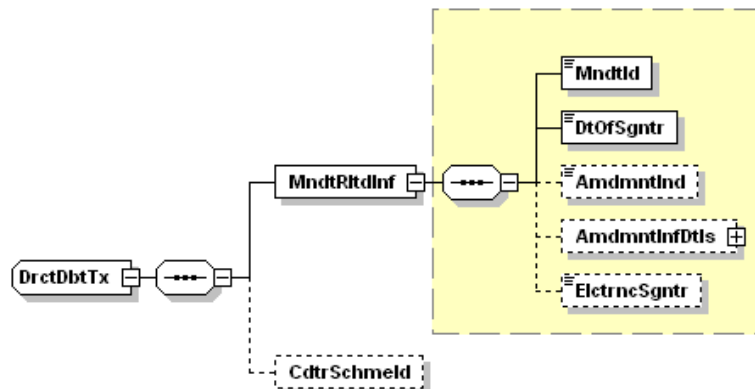 MndtId
DtOfSgntr
AmdmntInd
MndtRltdInf
AmdmntInfDtls
DrctDbtTx
ElctrncSgntr
CdtrSchmeId